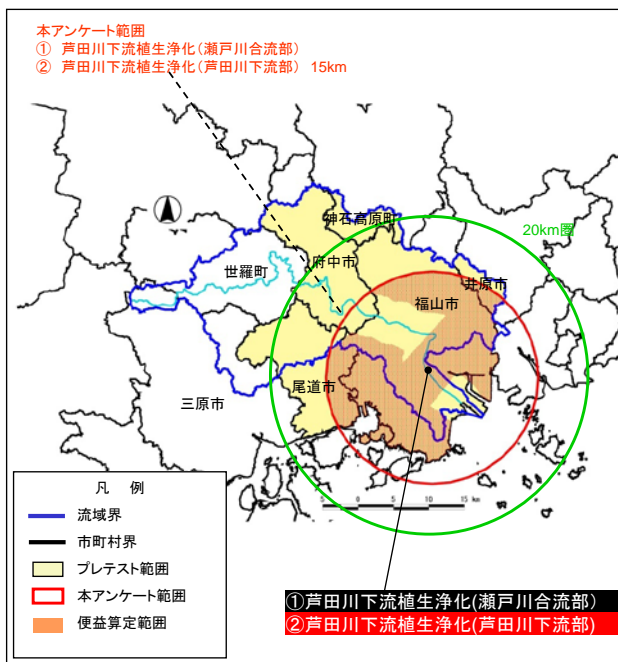 本アンケート範囲
① 芦田川下流植生浄化(瀬戸川合流部)
② 芦田川下流植生浄化(芦田川下流部) 15km
神石高原町
20km圏
府中市
世羅町
井原市
福山市
尾道市
三原市
5 0 5 10 15 km
凡 例
流域界
市町村界
プレテスト範囲
本アンケート範囲
便益算定範囲
①芦田川下流植生浄化(瀬戸川合流部)
②芦田川下流植生浄化(芦田川下流部)